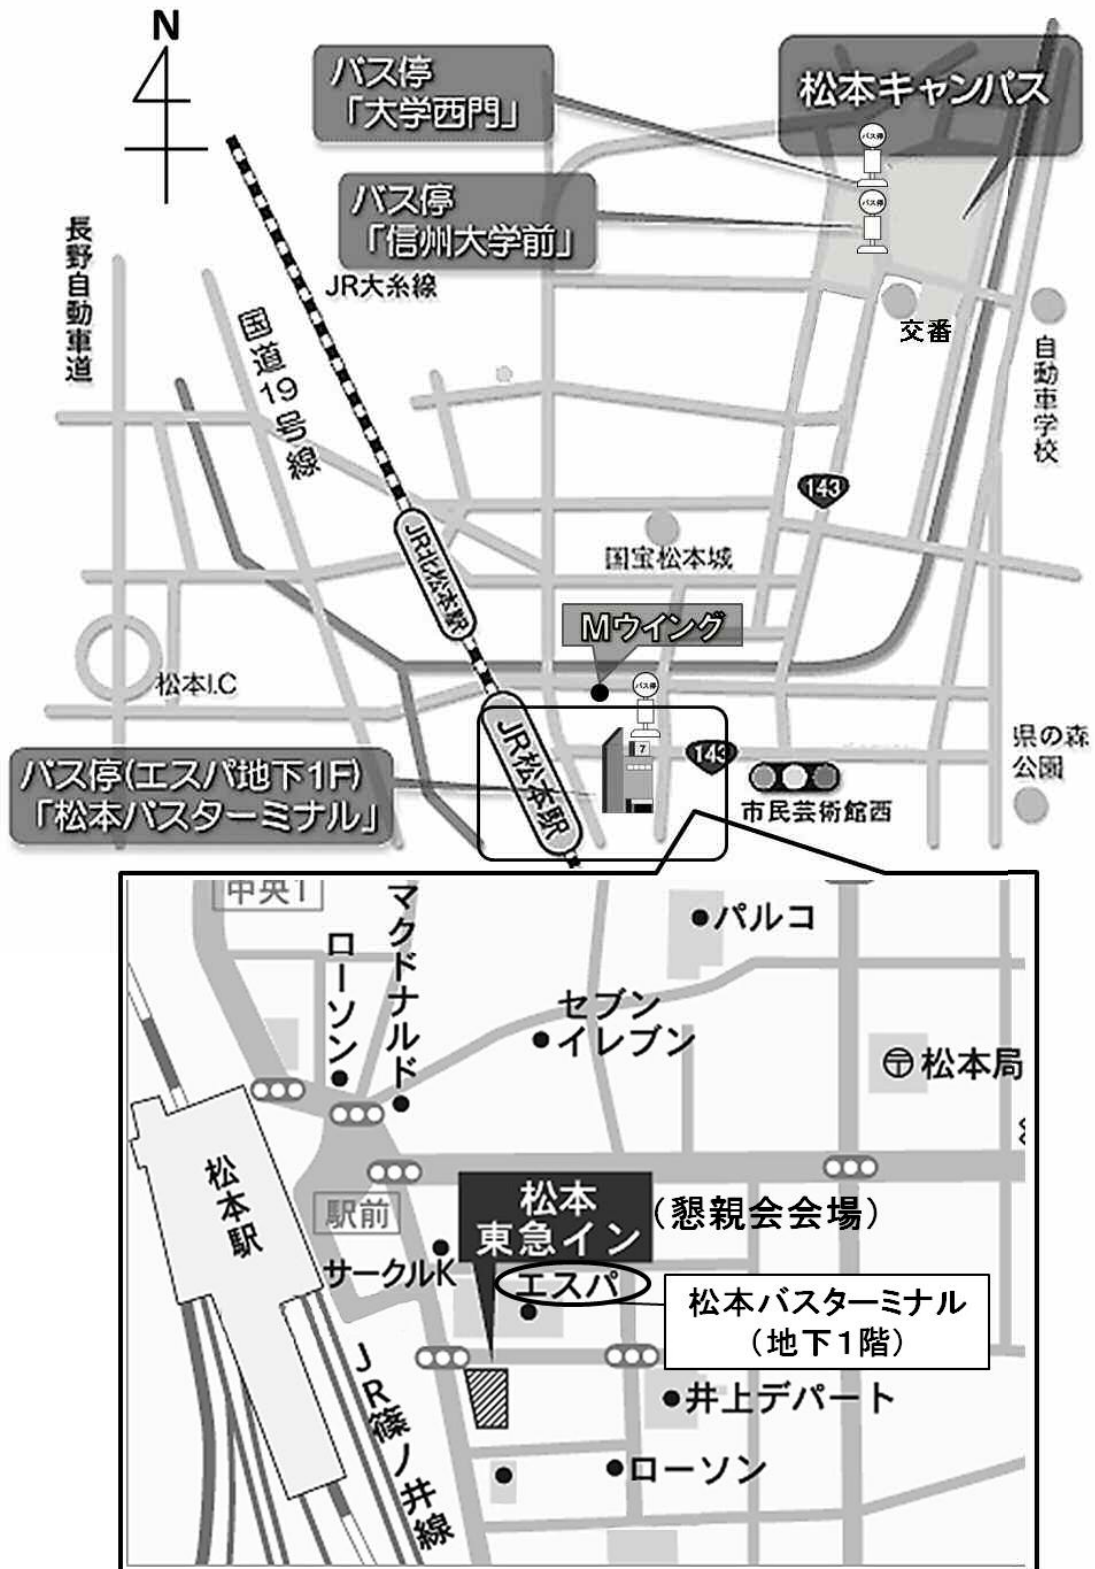 N
バス停
「大学西門」
松本キャンパス
バス停
バス停
「信州大学前」
バス停
長野自動車道
JR大糸線
国道19号線
交番
自動車学校
143
JR北松本駅
国宝松本城
Mウイング
バス停
松本I.C
7
143
JR松本駅
県の森
公園
バス停(エスパ地下1F)
「松本バスターミナル」
市民芸術館西
中央1
マクドナルド
ローソン
パルコ
セブン
イレブン
〒松本局
松本駅
駅前
松本
東急イン
(懇親会会場)
サークルK
エスパ
松本バスターミナル
(地下1階)
JR篠ノ井線
井上デパート
ローソン